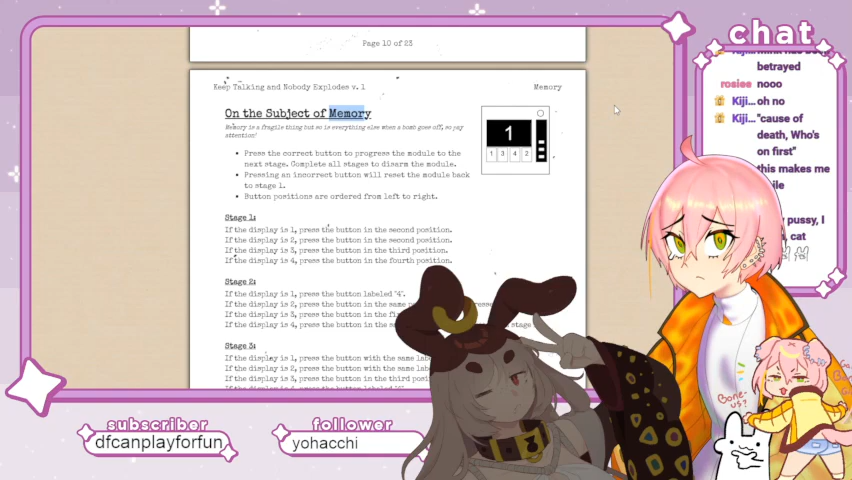 Page 10 of 23
Keep Talking and Nobody Explodes v. 1
Memory
On the Subject of Memory
Memory is a fragile thing but so is everything else when a bomb goes off, so pay
attention!
Press the correct button to progress the module to the
next stage. Complete all stages to disarm the module.
Pressing an incorrect button will reset the module back
to stage 1.
Button positions are ordered from left to right.
1
1 3 4 2
Stage 1:
If the display is 1, press the button in the second position.
If the display is 2, press the button in the second position.
If the display is 3, press the button in the third position.
If the display is 4, press the button in the fourth position.
Stage 2:
If the display is 1, press the button labeled "4".
If the display is 2, press the button in the same
If the display is 3, press the button in the
If the display is 4, press the button in the stage
Stage 3:
If the display is 1, press the button with the same
If the display is 2, press the button with the same
If the display is 3, press the button in the third
chat
betrayed
rosiee nooo
Kiji... oh no
Kiji... "cause of
death, Who's
on first"
this makes me
pussy, I
cat
subscriber
dfcanplayforfun
follower
yohacchi
Bone-
us?